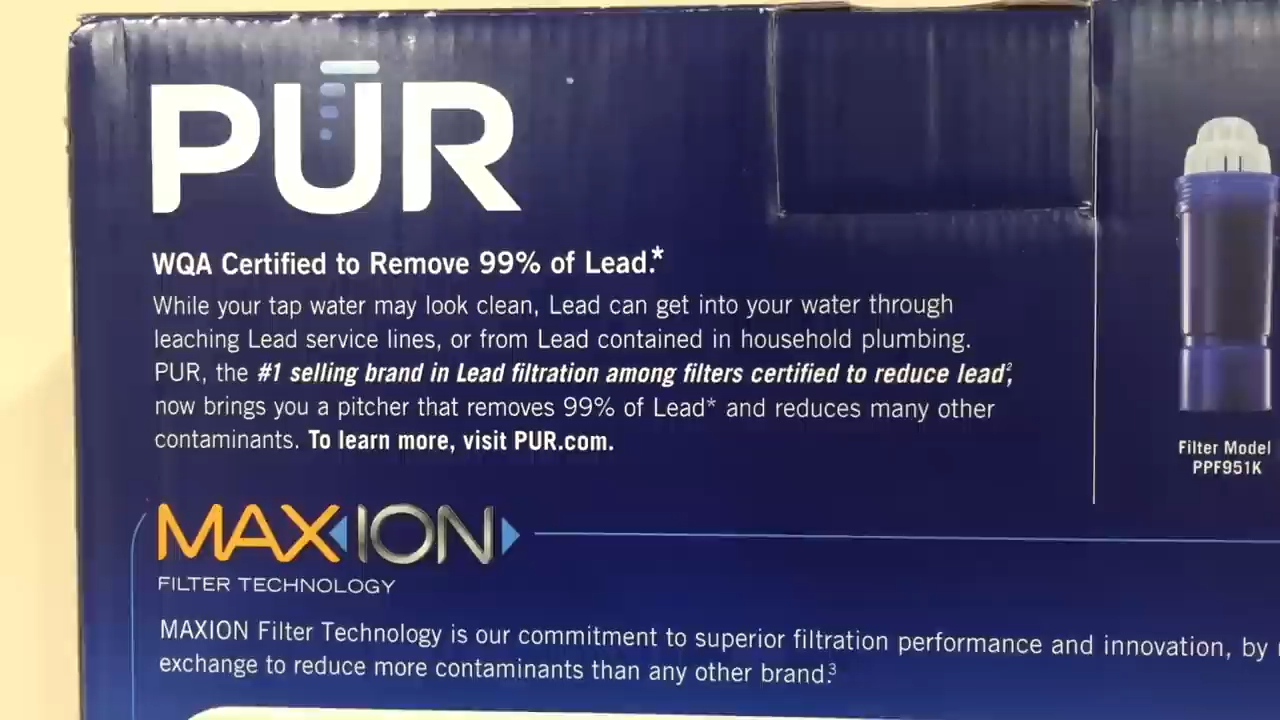 PUR
WQA Certified to Remove 99% of Lead.*
While your tap water may look clean, Lead can get into your water through
leaching Lead service lines, or from Lead contained in household plumbing.
PUR, the #1 selling brand in Lead filtration among filters certified to reduce lead²,
now brings you a pitcher that removes 99% of Lead* and reduces many other
contaminants. To learn more, visit PUR.com.
Filter Model
PPF951K
MAXION
FILTER TECHNOLOGY
MAXION Filter Technology is our commitment to superior filtration performance and innovation, by
exchange to reduce more contaminants than any other brand.³